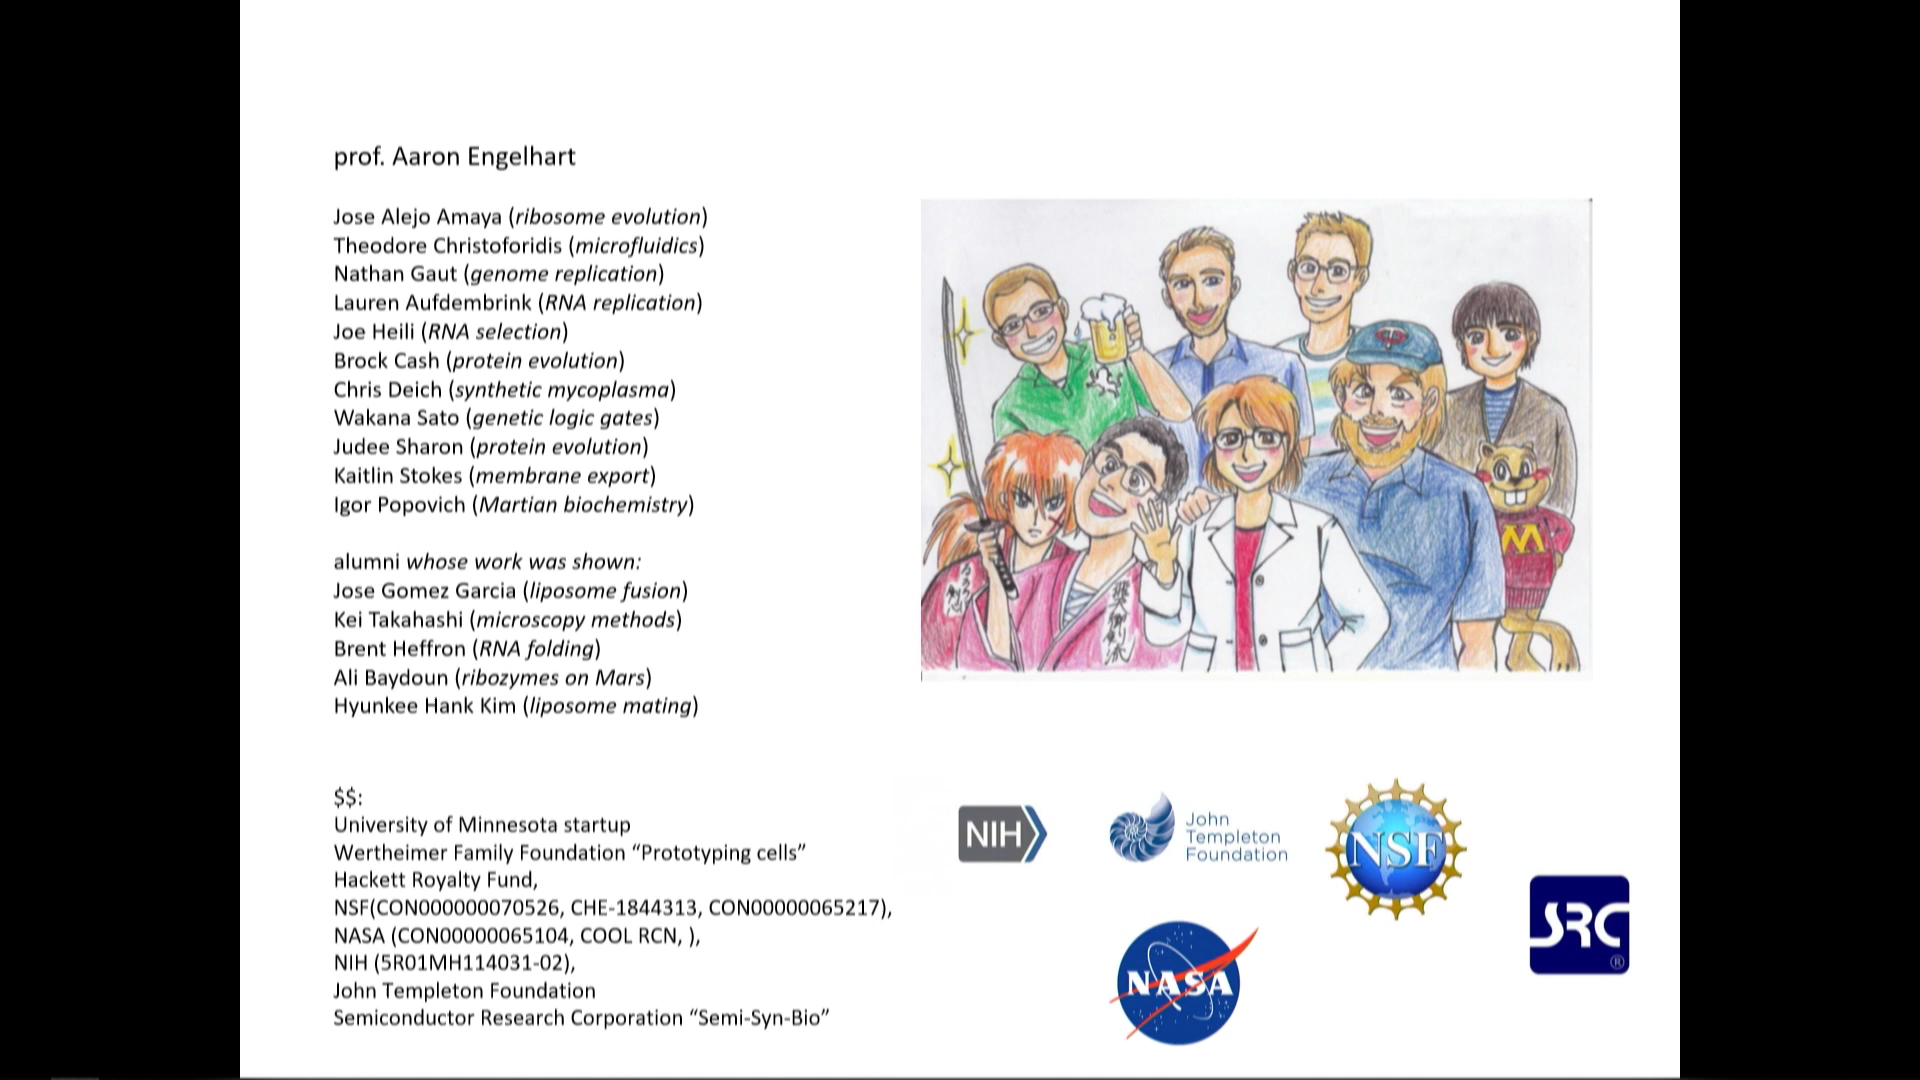 prof. Aaron Engelhart
Jose Alejo Amaya (ribosome evolution)
Theodore Christoforidis (microfluidics)
Nathan Gaut (genome replication)
Lauren Aufdembrink (RNA replication)
Joe Heili (RNA selection)
Brock Cash (protein evolution)
Chris Deich (synthetic mycoplasma)
Wakana Sato (genetic logic gates)
Judee Sharon (protein evolution)
Kaitlin Stokes (membrane export)
Igor Popovich (Martian biochemistry)
alumni whose work was shown:
Jose Gomez Garcia (liposome fusion)
Kei Takahashi (microscopy methods)
Brent Heffron (RNA folding)
Ali Baydoun (ribozymes on Mars)
Hyunkee Hank Kim (liposome mating)
$$:
University of Minnesota startup
Wertheimer Family Foundation “Prototyping cells”
Hackett Royalty Fund,
NSF(CON000000070526, CHE-1844313, CON00000065217),
NASA (CON00000065104, COOL RCN, ),
NIH (5R01MH114031-02),
John Templeton Foundation
Semiconductor Research Corporation “Semi-Syn-Bio”
M
NIH
John
Templeton
Foundation
NSF
NASA
SRC
®